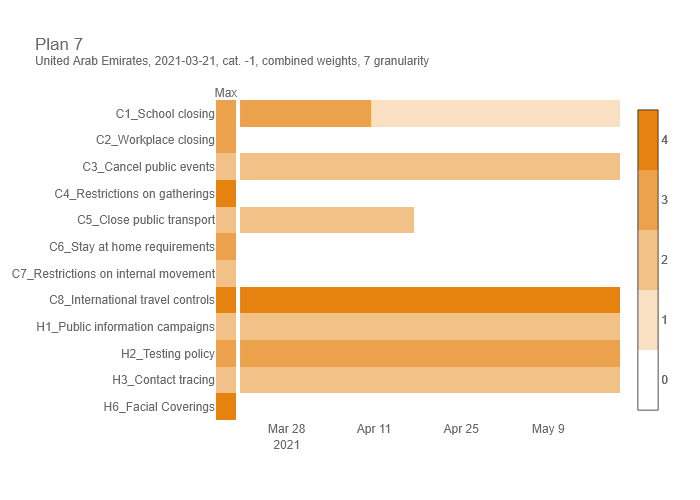 Plan 7
United Arab Emirates, 2021-03-21, cat. -1, combined weights, 7 granularity
Max
C1_School closing
C2_Workplace closing
C3_Cancel public events
C4_Restrictions on gatherings
C5_Close public transport
C6_Stay at home requirements
C7_Restrictions on internal movement
C8_International travel controls
H1_Public information campaigns
H2_Testing policy
H3_Contact tracing
H6_Facial Coverings
Mar 28
2021
Apr 11
Apr 25
May 9
4
3
2
1
0